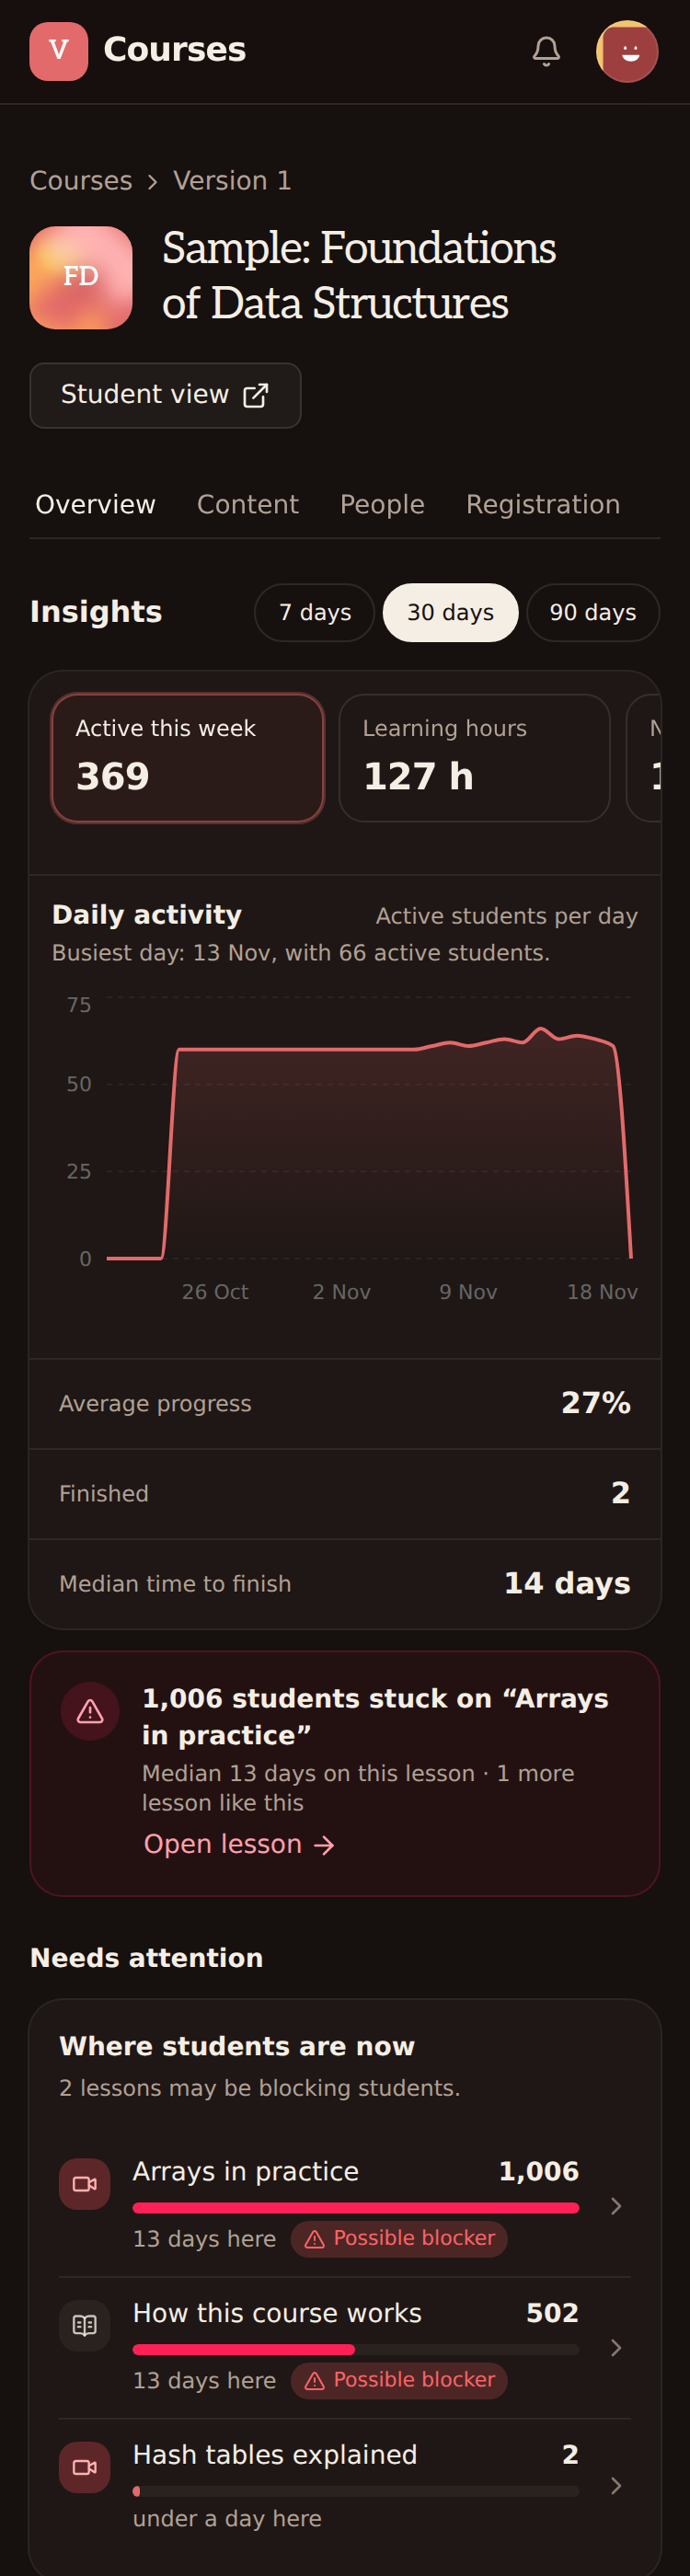 V Courses
Courses > Version 1
FD
Sample: Foundations
of Data Structures
Student view
Overview Content People Registration
Insights 7 days 30 days 90 days
Active this week Learning hours N
369 127 h
Daily activity Active students per day
Busiest day: 13 Nov, with 66 active students.
75
50
25
0
26 Oct 2 Nov 9 Nov 18 Nov
Average progress 27%
Finished 2
Median time to finish 14 days
1,006 students stuck on “Arrays
in practice”
Median 13 days on this lesson · 1 more
lesson like this
Open lesson →
Needs attention
Where students are now
2 lessons may be blocking students.
Arrays in practice 1,006
13 days here Possible blocker
How this course works 502
13 days here Possible blocker
Hash tables explained 2
under a day here